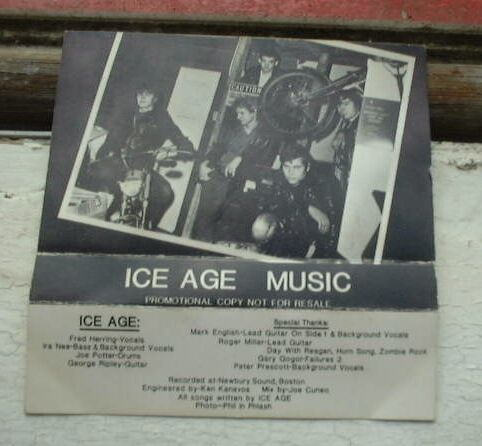 CAUTION
ICE AGE MUSIC
PROMOTIONAL COPY NOT FOR RESALE
ICE AGE:
Fred Herring-Vocals
Ira Nee-Bass & Background Vocals
Joe Potter-Drums
George Ripley-Guitar
Special Thanks:
Mark English-Lead Guitar On Side 1 & Background Vocals
Roger Miller-Lead Guitar
Day With Reagan, Hum Song, Zombie Rock
Gary Gogol-Failures 2
Peter Prescott-Background Vocals
Recorded at-Newbury Sound, Boston
Engineered by-Ken Kanavos Mix by-Joe Cuneo
All songs written by ICE AGE
Photo-Phil In Phlash